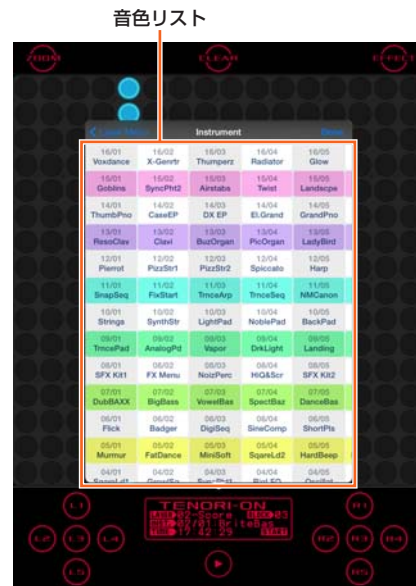 音色リスト
ZOOM CLEAR EFFECT
Instrument
16/01 16/02 16/03 16/04 16/05
Voxdance X-Genrtr Thumperz Radiator Glow
15/01 15/02 15/03 15/04 15/05
Goblins SyncPht2 Airstabs Twist Landscpe
14/01 14/02 14/03 14/04 14/05
ThumbPno CaseEP DX EP El.Grand GrandPno
13/01 13/02 13/03 13/04 13/05
ResoClav Clavi BuzOrgan PicOrgan LadyBird
12/01 12/02 12/03 12/04 12/05
Pierrot PizzStr1 PizzStr2 Spiccato Harp
11/01 11/02 11/03 11/04 11/05
SnapSeq FixStart TrnceArp TrnceSeq NMCanon
10/01 10/02 10/03 10/04 10/05
Strings SynthStr LightPad NoblePad BackPad
09/01 09/02 09/03 09/04 09/05
TrncePad AnalogPd Vapor DrkLight Landing
08/01 08/02 08/03 08/04 08/05
SFX Kit1 FX Menu NoizPerc HiQ&Scr SFX Kit2
07/01 07/02 07/03 07/04 07/05
DubBAXX BigBass VowelBas SpectBaz DanceBas
06/01 06/02 06/03 06/04 06/05
Flick Badger DigiSeq SineComp ShortPls
05/01 05/02 05/03 05/04 05/05
Murmur FatDance MiniSoft SqareLd2 HardBeep
04/01 04/02 04/03 04/04 04/05
TENORI-ON
L1 R1
L2 L3 L4 R2 R3 R4
02-Score 03
02/01:BriteBas
17:42:29 START
L5 R5